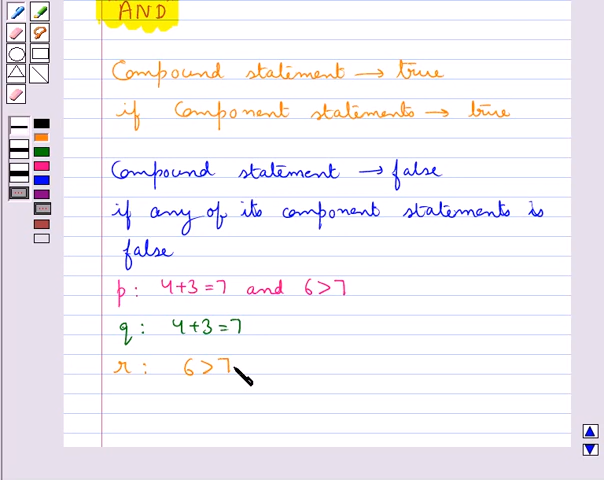 AND
Compound statement → true
if Component statements → true
Compound statement → false
if any of its component statements is
false
p: 4+3=7 and 6>7
q: 4+3=7
r: 6>7